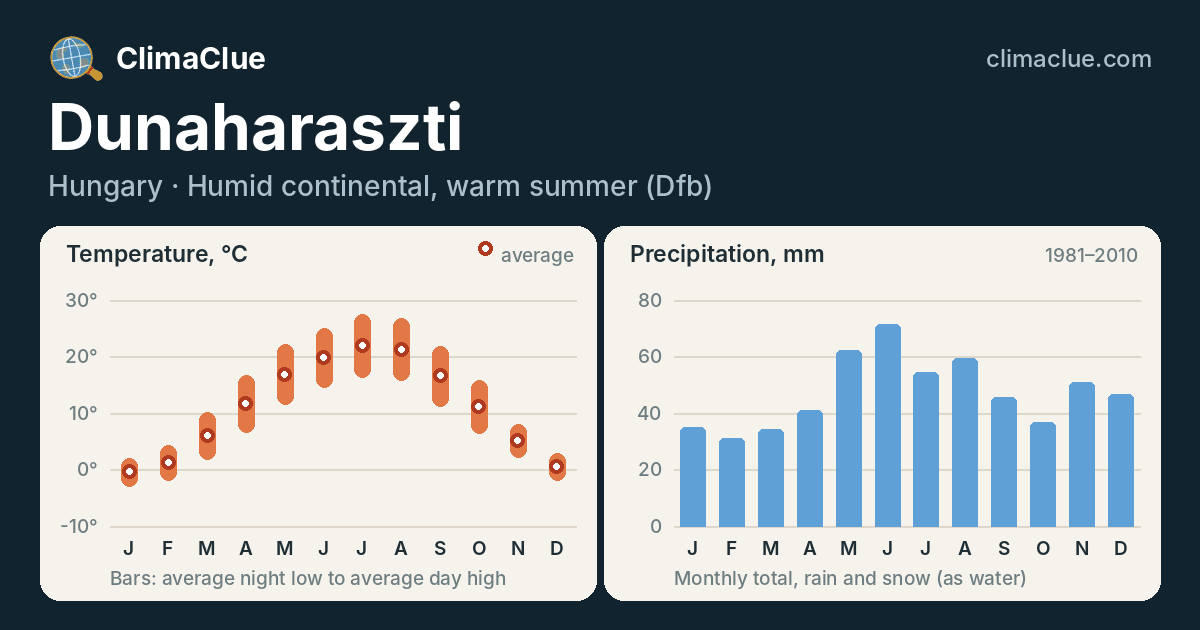 ClimaClue
climaclue.com
Dunaharaszti
Hungary · Humid continental, warm summer (Dfb)
Temperature, °C
average
30°
20°
10°
0°
-10°
J F M A M J J A S O N D
Bars: average night low to average day high
Precipitation, mm
1981–2010
80
60
40
20
0
J F M A M J J A S O N D
Monthly total, rain and snow (as water)